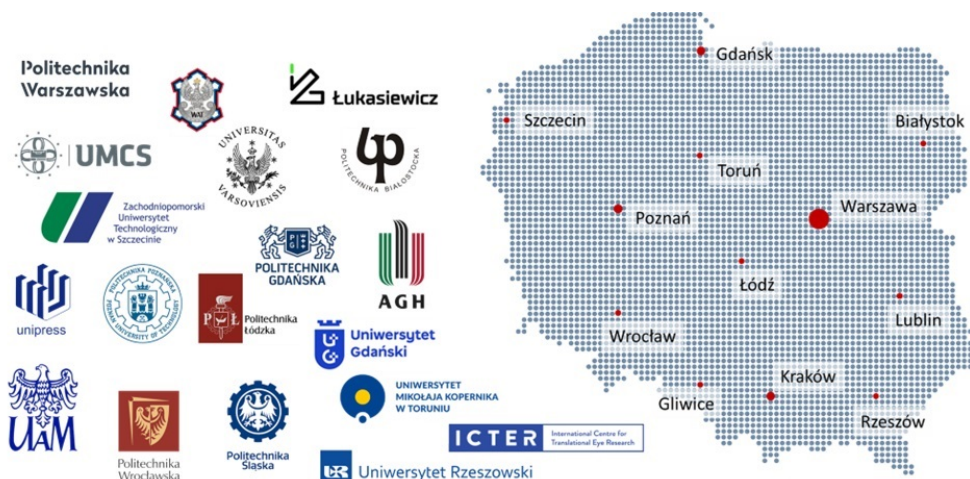 Politechnika
Warszawska
WAT
Łukasiewicz
UMCS
UNIVERSITAS
VARSOVIENSIS
POLITECHNIKA BIAŁOSTOCKA
Zachodniopomorski
Uniwersytet
Technologiczny
w Szczecinie
POLITECHNIKA
GDAŃSKA
AGH
unipress
POLITECHNIKA POZNAŃSKA
POZNAN UNIVERSITY OF TECHNOLOGY
P Ł
Politechnika
Łódzka
UG
Uniwersytet
Gdański
UAM
Politechnika
Wrocławska
Politechnika
Śląska
UNIWERSYTET
MIKOŁAJA KOPERNIKA
W TORUNIU
ICTER
International Centre for
Translational Eye Research
UR
Uniwersytet Rzeszowski
Gdańsk
Szczecin
Białystok
Toruń
Poznań
Warszawa
Łódź
Lublin
Wrocław
Kraków
Gliwice
Rzeszów